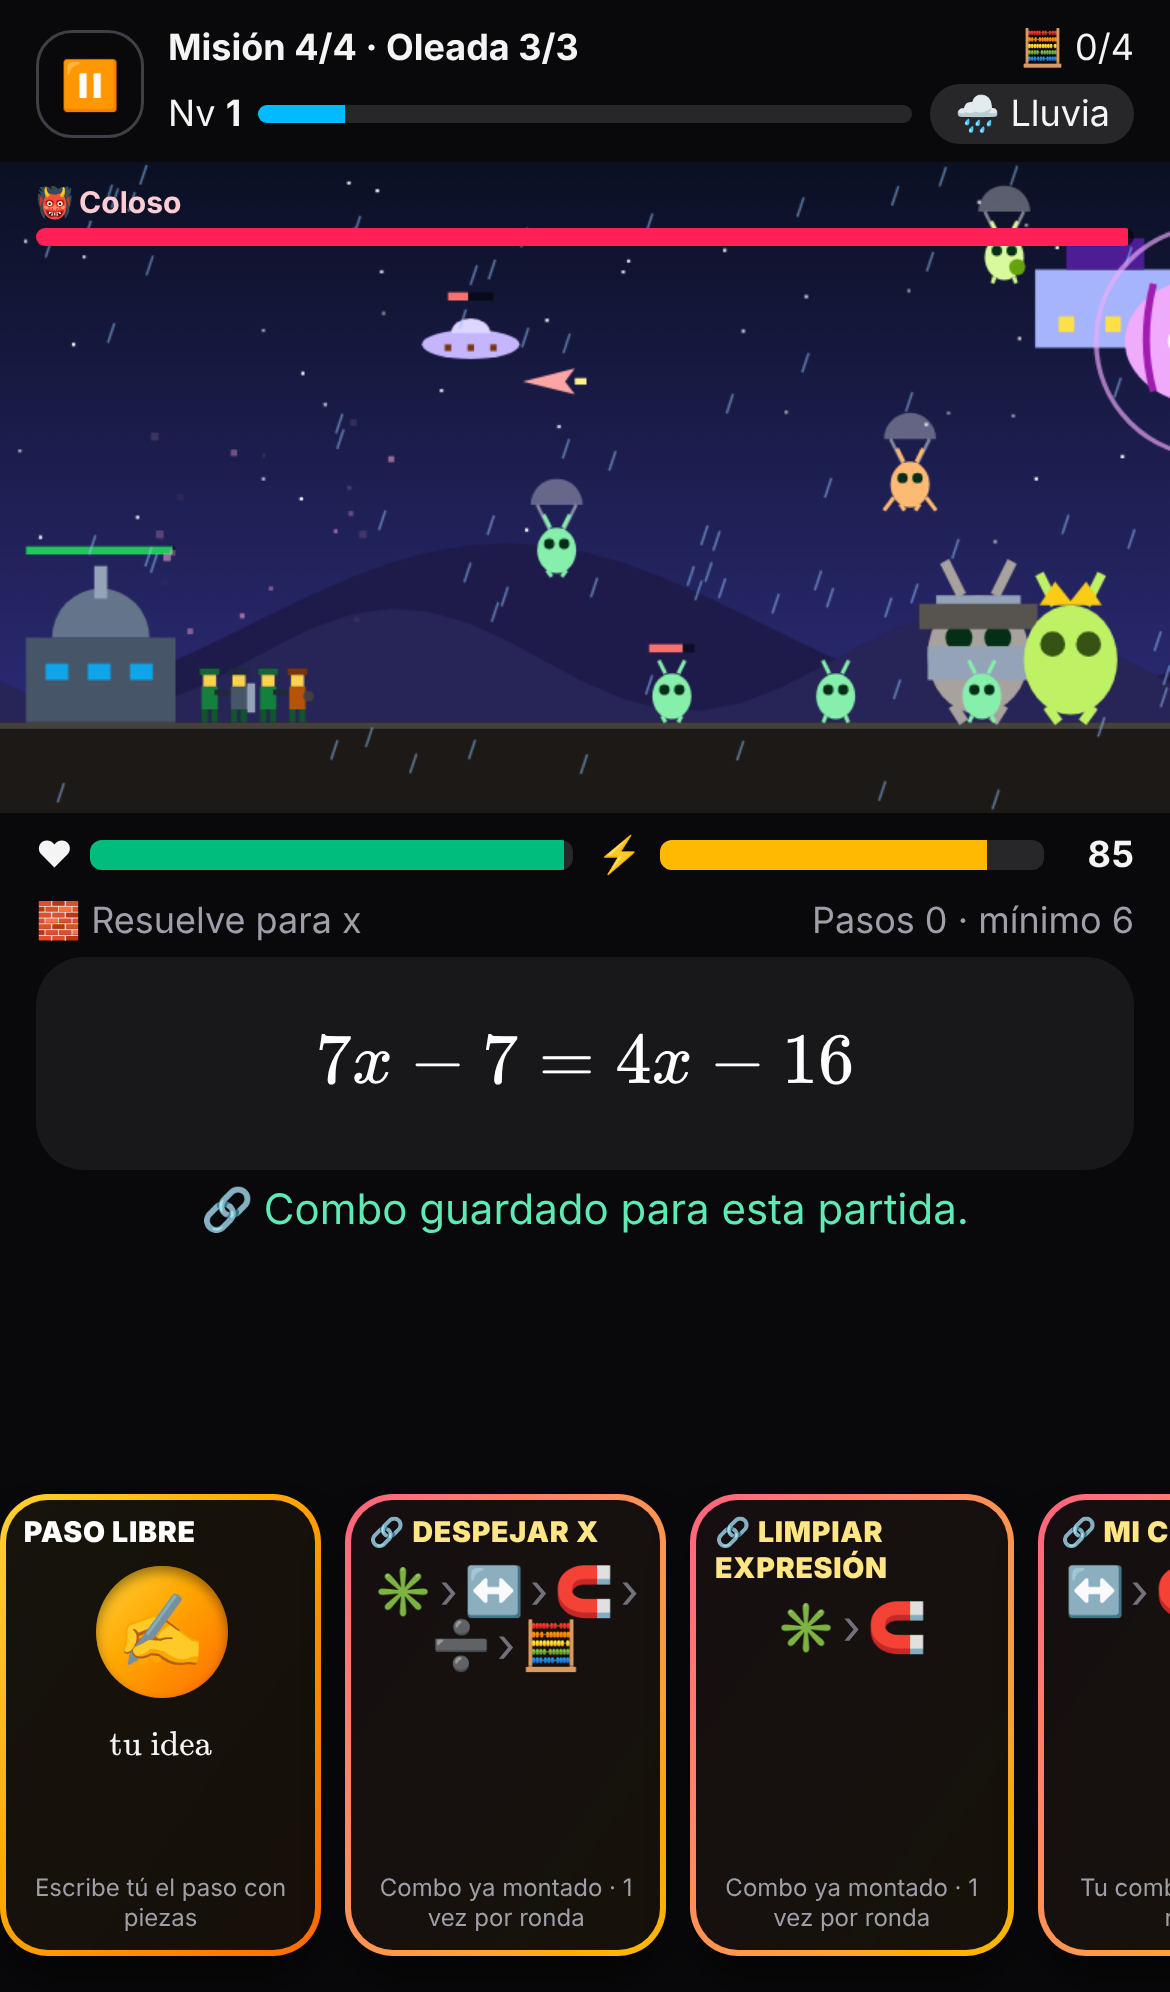 Misión 4/4 · Oleada 3/3
🧮 0/4
Nv 1
🌧️ Lluvia
👹 Coloso
85
🧱 Resuelve para x
Pasos 0 · mínimo 6
7x − 7 = 4x − 16
🔗 Combo guardado para esta partida.
PASO LIBRE
tu idea
Escribe tú el paso con
piezas
🔗 DESPEJAR X
Combo ya montado · 1
vez por ronda
🔗 LIMPIAR
EXPRESIÓN
Combo ya montado · 1
vez por ronda
🔗 MI C
Tu comb